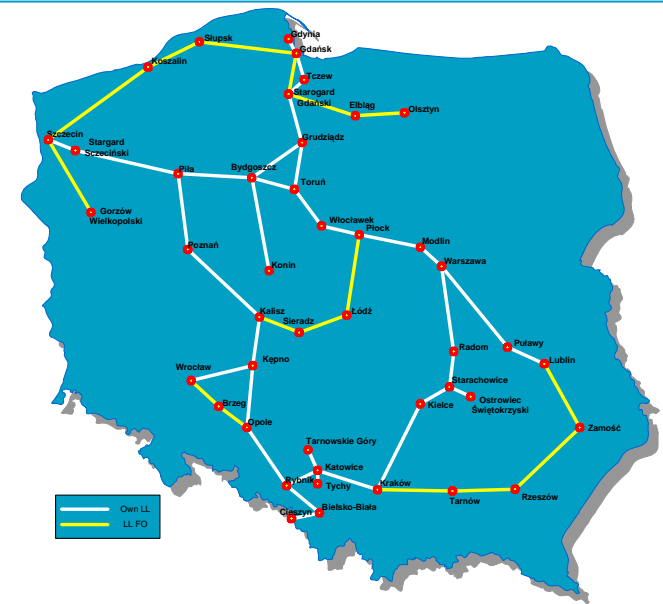 Gdynia
Słupsk
Gdańsk
Koszalin
Tczew
Starogard
Gdański
Elbląg
Olsztyn
Szczecin
Stargard
Sczeciński
Grudziądz
Piła
Bydgoszcz
Toruń
Gorzów
Wielkopolski
Włocławek
Płock
Modlin
Poznań
Warszawa
Konin
Kalisz
Sieradz
Łódź
Radom
Puławy
Lublin
Wrocław
Kępno
Starachowice
Brzeg
Kielce
Ostrowiec
Świętokrzyski
Opole
Zamość
Tarnowskie Góry
Katowice
Rybnik
Tychy
Kraków
Tarnów
Rzeszów
Cieszyn
Bielsko-Biała
Own LL
LL FO